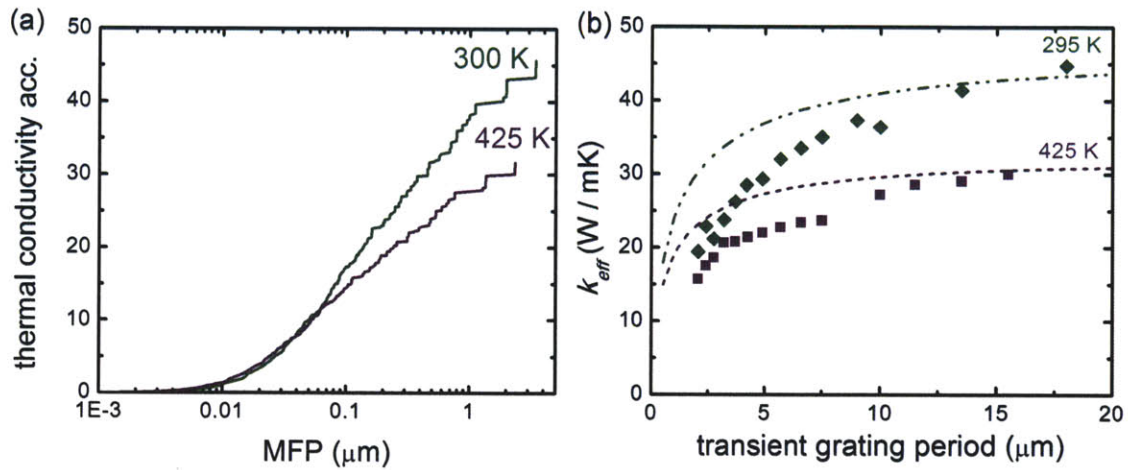 (a)
50
40
30
20
10
0
thermal conductivity acc.
300 K
425 K
1E-3
0.01
0.1
1
MFP (μm)
(b)
50
40
30
20
10
0
k_eff (W / mK)
295 K
425 K
0
5
10
15
20
transient grating period (μm)